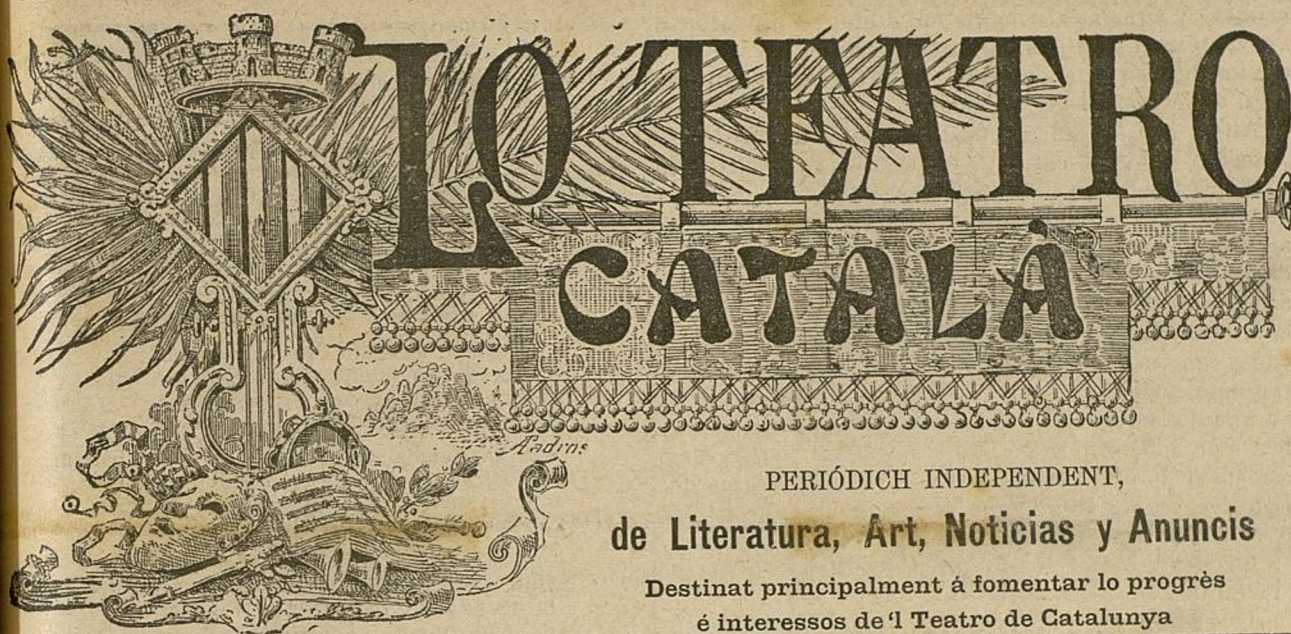 LO TEATRO
CATALÀ
PERIÓDICH INDEPENDENT,
de Literatura, Art, Noticias y Anuncis
Destinat principalment á fomentar lo progrès
é interessos de'l Teatro de Catalunya